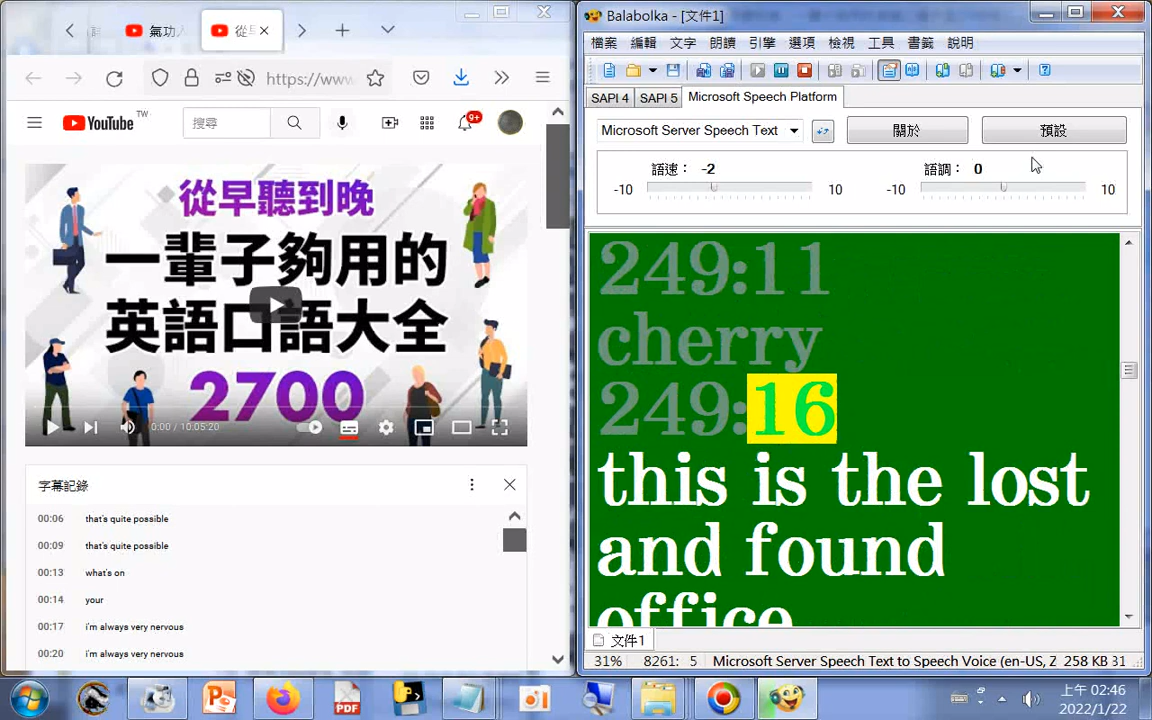 氣功人
從
https://www
YouTube TW
搜尋
9+
從早聽到晚
一輩子夠用的
英語口語大全
2700
0:00 / 10:05:20
字幕記錄
00:06 that's quite possible
00:09 that's quite possible
00:13 what's on
00:14 your
00:17 i'm always very nervous
00:20 i'm always very nervous
Balabolka - [文件1]
檔案 編輯 文字 朗讀 引擎 選項 檢視 工具 書籤 說明
SAPI 4 SAPI 5 Microsoft Speech Platform
Microsoft Server Speech Text 關於 預設
語速： -2 語調： 0
-10 10 -10 10
249:11
cherry
249:16
this is the lost
and found
office
文件1
31% 8261: 5 Microsoft Server Speech Text to Speech Voice (en-US, Z 258 KB 31
PDF
上午 02:46
2022/1/22